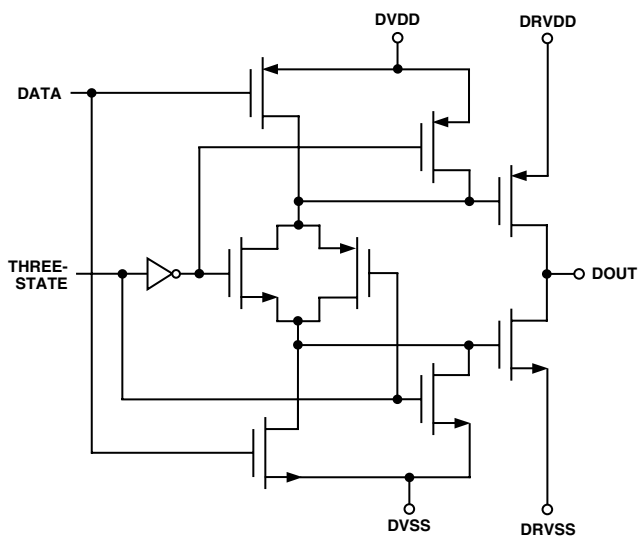 DVDD
DRVDD
DATA
THREE-
STATE
DOUT
DVSS
DRVSS